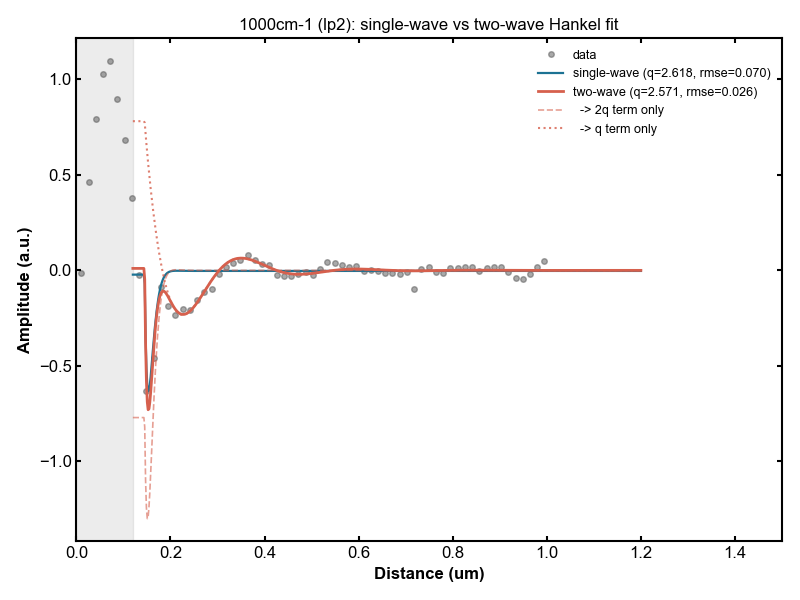 1000cm-1 (lp2): single-wave vs two-wave Hankel fit
data
single-wave (q=2.618, rmse=0.070)
two-wave (q=2.571, rmse=0.026)
-> 2q term only
-> q term only
Amplitude (a.u.)
1.0
0.5
0.0
−0.5
−1.0
0.0 0.2 0.4 0.6 0.8 1.0 1.2 1.4
Distance (um)